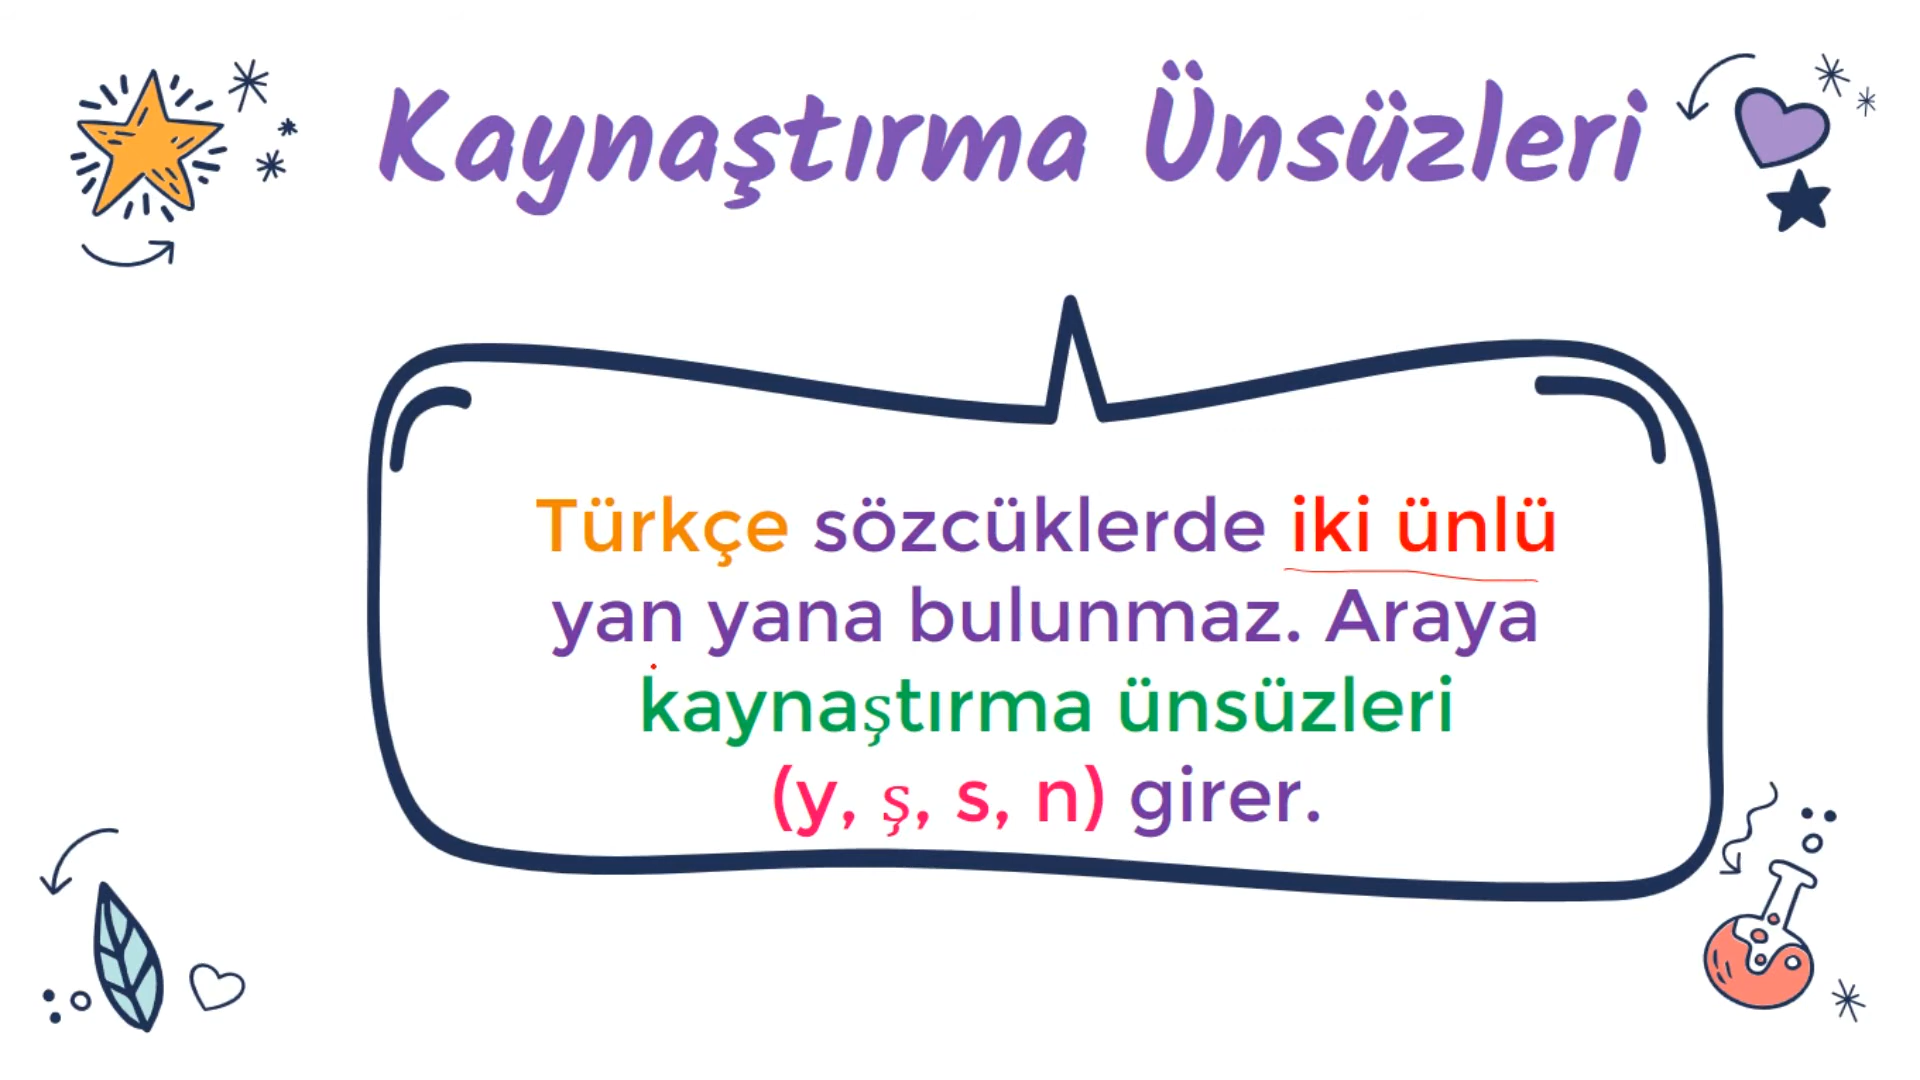 Kaynaştırma Ünsüzleri
Türkçe sözcüklerde iki ünlü
yan yana bulunmaz. Araya
kaynaştırma ünsüzleri
(y, ş, s, n) girer.